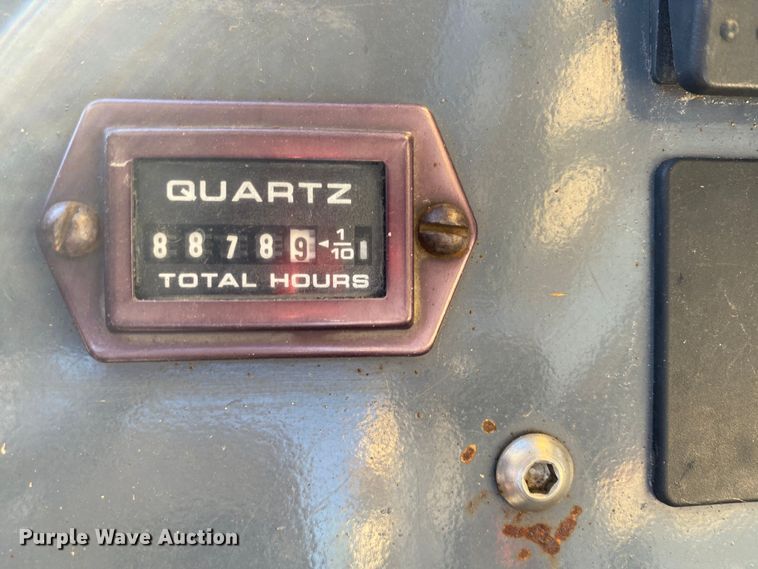 QUARTZ
8 8 7 8 9 ◄ 1/10
TOTAL HOURS
Purple Wave Auction